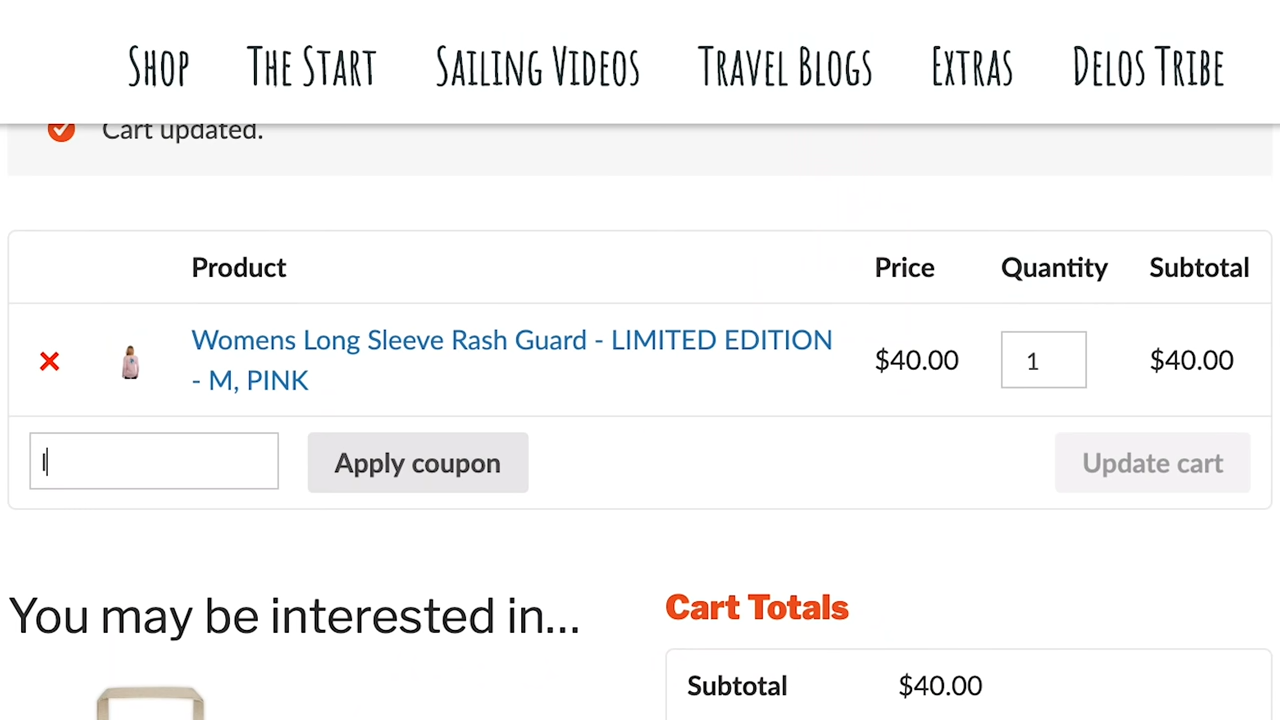 Shop The Start Sailing Videos Travel Blogs Extras Delos Tribe
Cart updated.
Product Price Quantity Subtotal
Womens Long Sleeve Rash Guard - LIMITED EDITION
- M, PINK
$40.00 1 $40.00
Apply coupon Update cart
You may be interested in...
Cart Totals
Subtotal $40.00